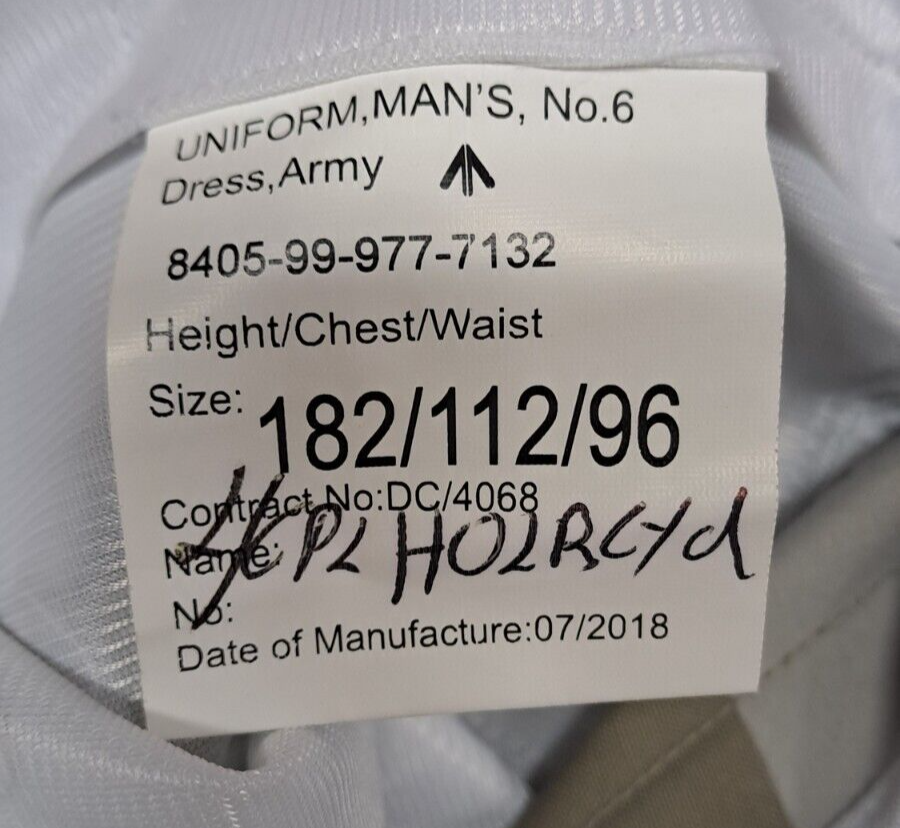 UNIFORM,MAN'S, No.6
Dress,Army
8405-99-977-7132
Height/Chest/Waist
Size: 182/112/96
Contract No:DC/4068
Name:
No:
Date of Manufacture:07/2018